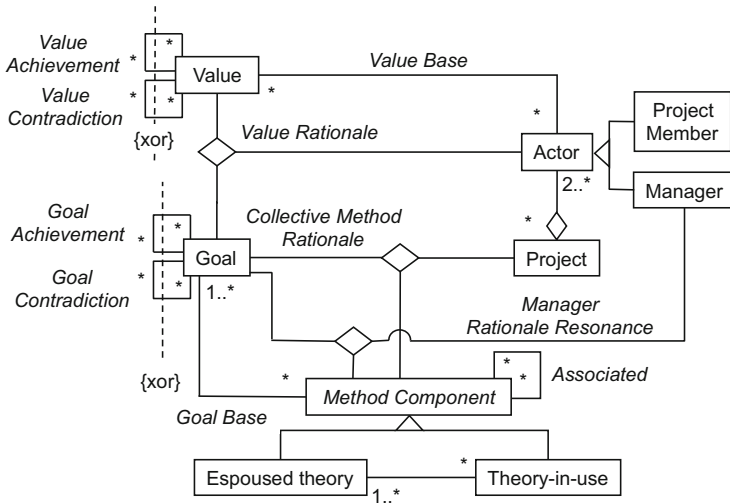 Value
Achievement
*
*
Value
Contradiction
*
*
{xor}
Value
*
Value Base
*
Value Rationale
Actor
2..*
Project
Member
Manager
Goal
Achievement
*
*
Goal
Contradiction
*
*
{xor}
Goal
1..*
Collective Method
Rationale
*
Project
Manager
Rationale Resonance
*
Goal Base
Method Component
*
*
Associated
Espoused theory
1..*
*
Theory-in-use